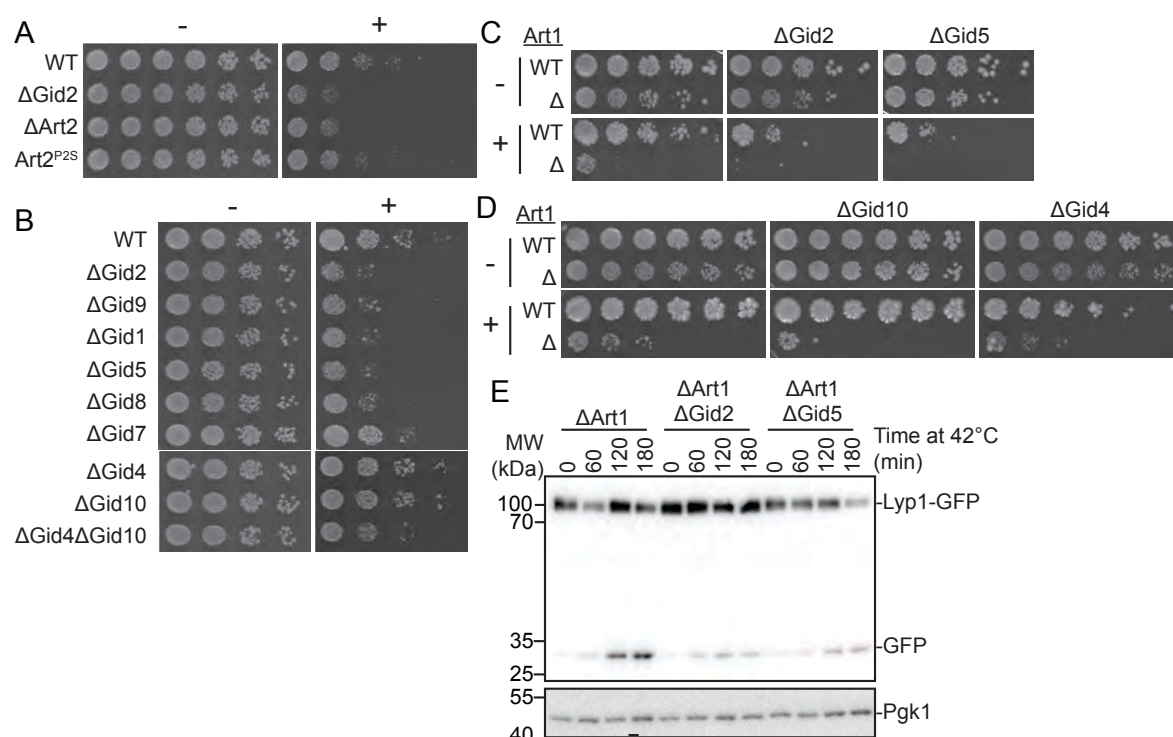 A
- +
WT
ΔGid2
ΔArt2
Art2P2S
B
- +
WT
ΔGid2
ΔGid9
ΔGid1
ΔGid5
ΔGid8
ΔGid7
ΔGid4
ΔGid10
ΔGid4ΔGid10
C
Art1 ΔGid2 ΔGid5
- WT
Δ
+ WT
Δ
D
Art1 ΔGid10 ΔGid4
- WT
Δ
+ WT
Δ
E
ΔArt1 ΔArt1 ΔArt1
ΔGid2 ΔGid5
MW (kDa)
0 60 120 180 0 60 120 180 0 60 120 180
Time at 42°C (min)
100
70
-Lyp1-GFP
35
-GFP
25
55
-Pgk1
40